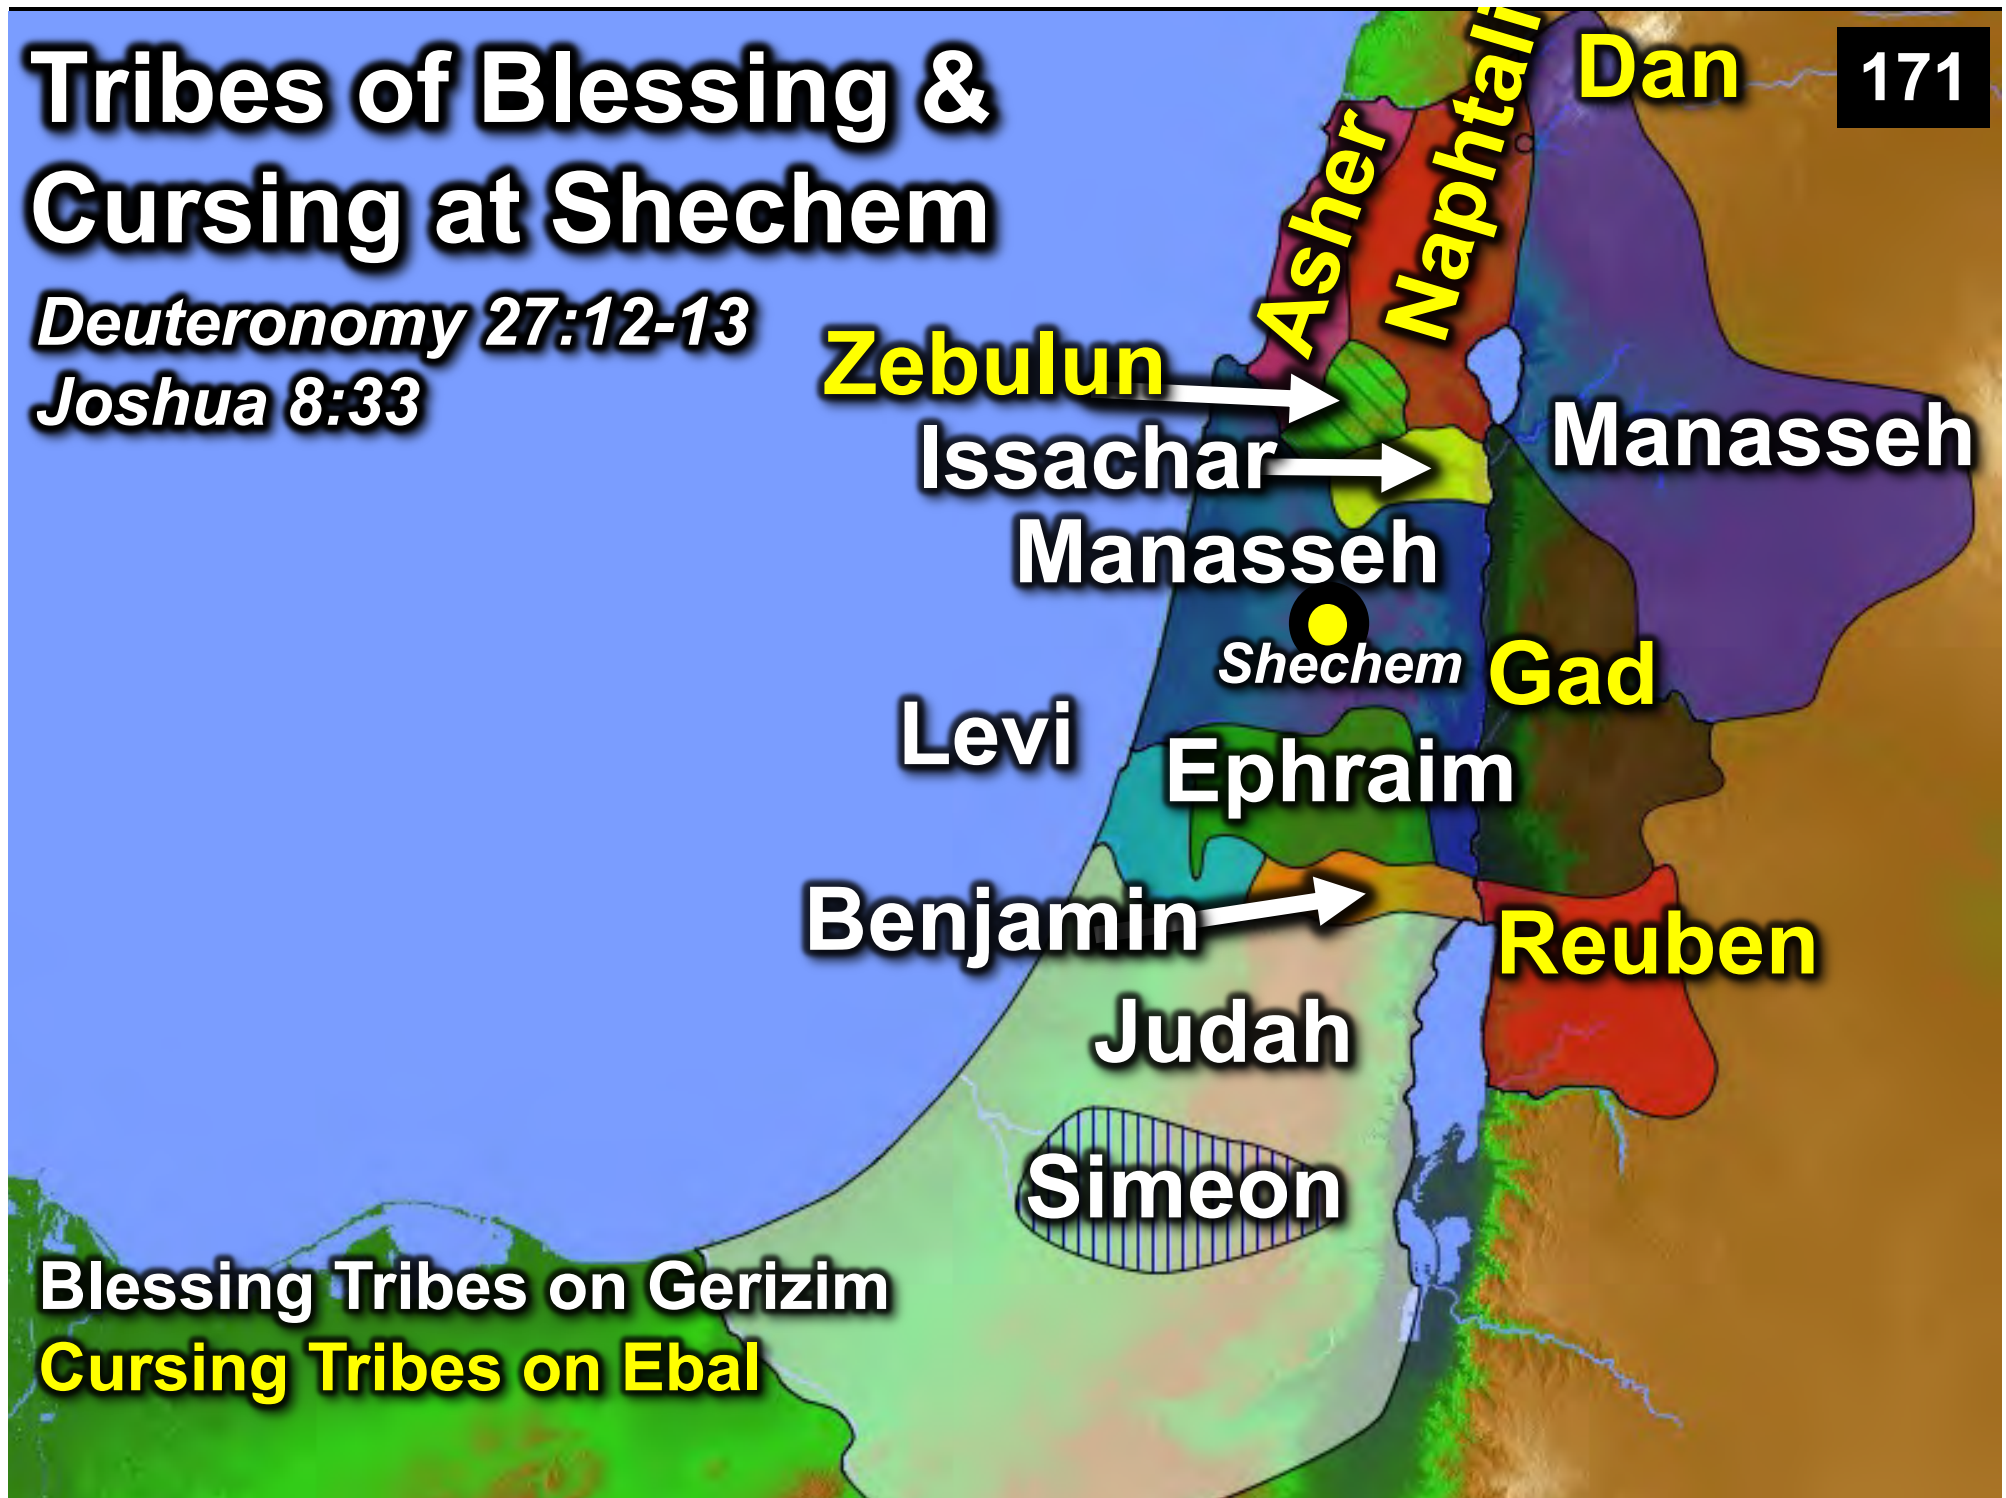 Tribes of Blessing &
Cursing at Shechem
Deuteronomy 27:12-13
Joshua 8:33
171
Dan
Naphtali
Asher
Zebulun
Issachar
Manasseh
Manasseh
Shechem
Gad
Levi
Ephraim
Benjamin
Reuben
Judah
Simeon
Blessing Tribes on Gerizim
Cursing Tribes on Ebal